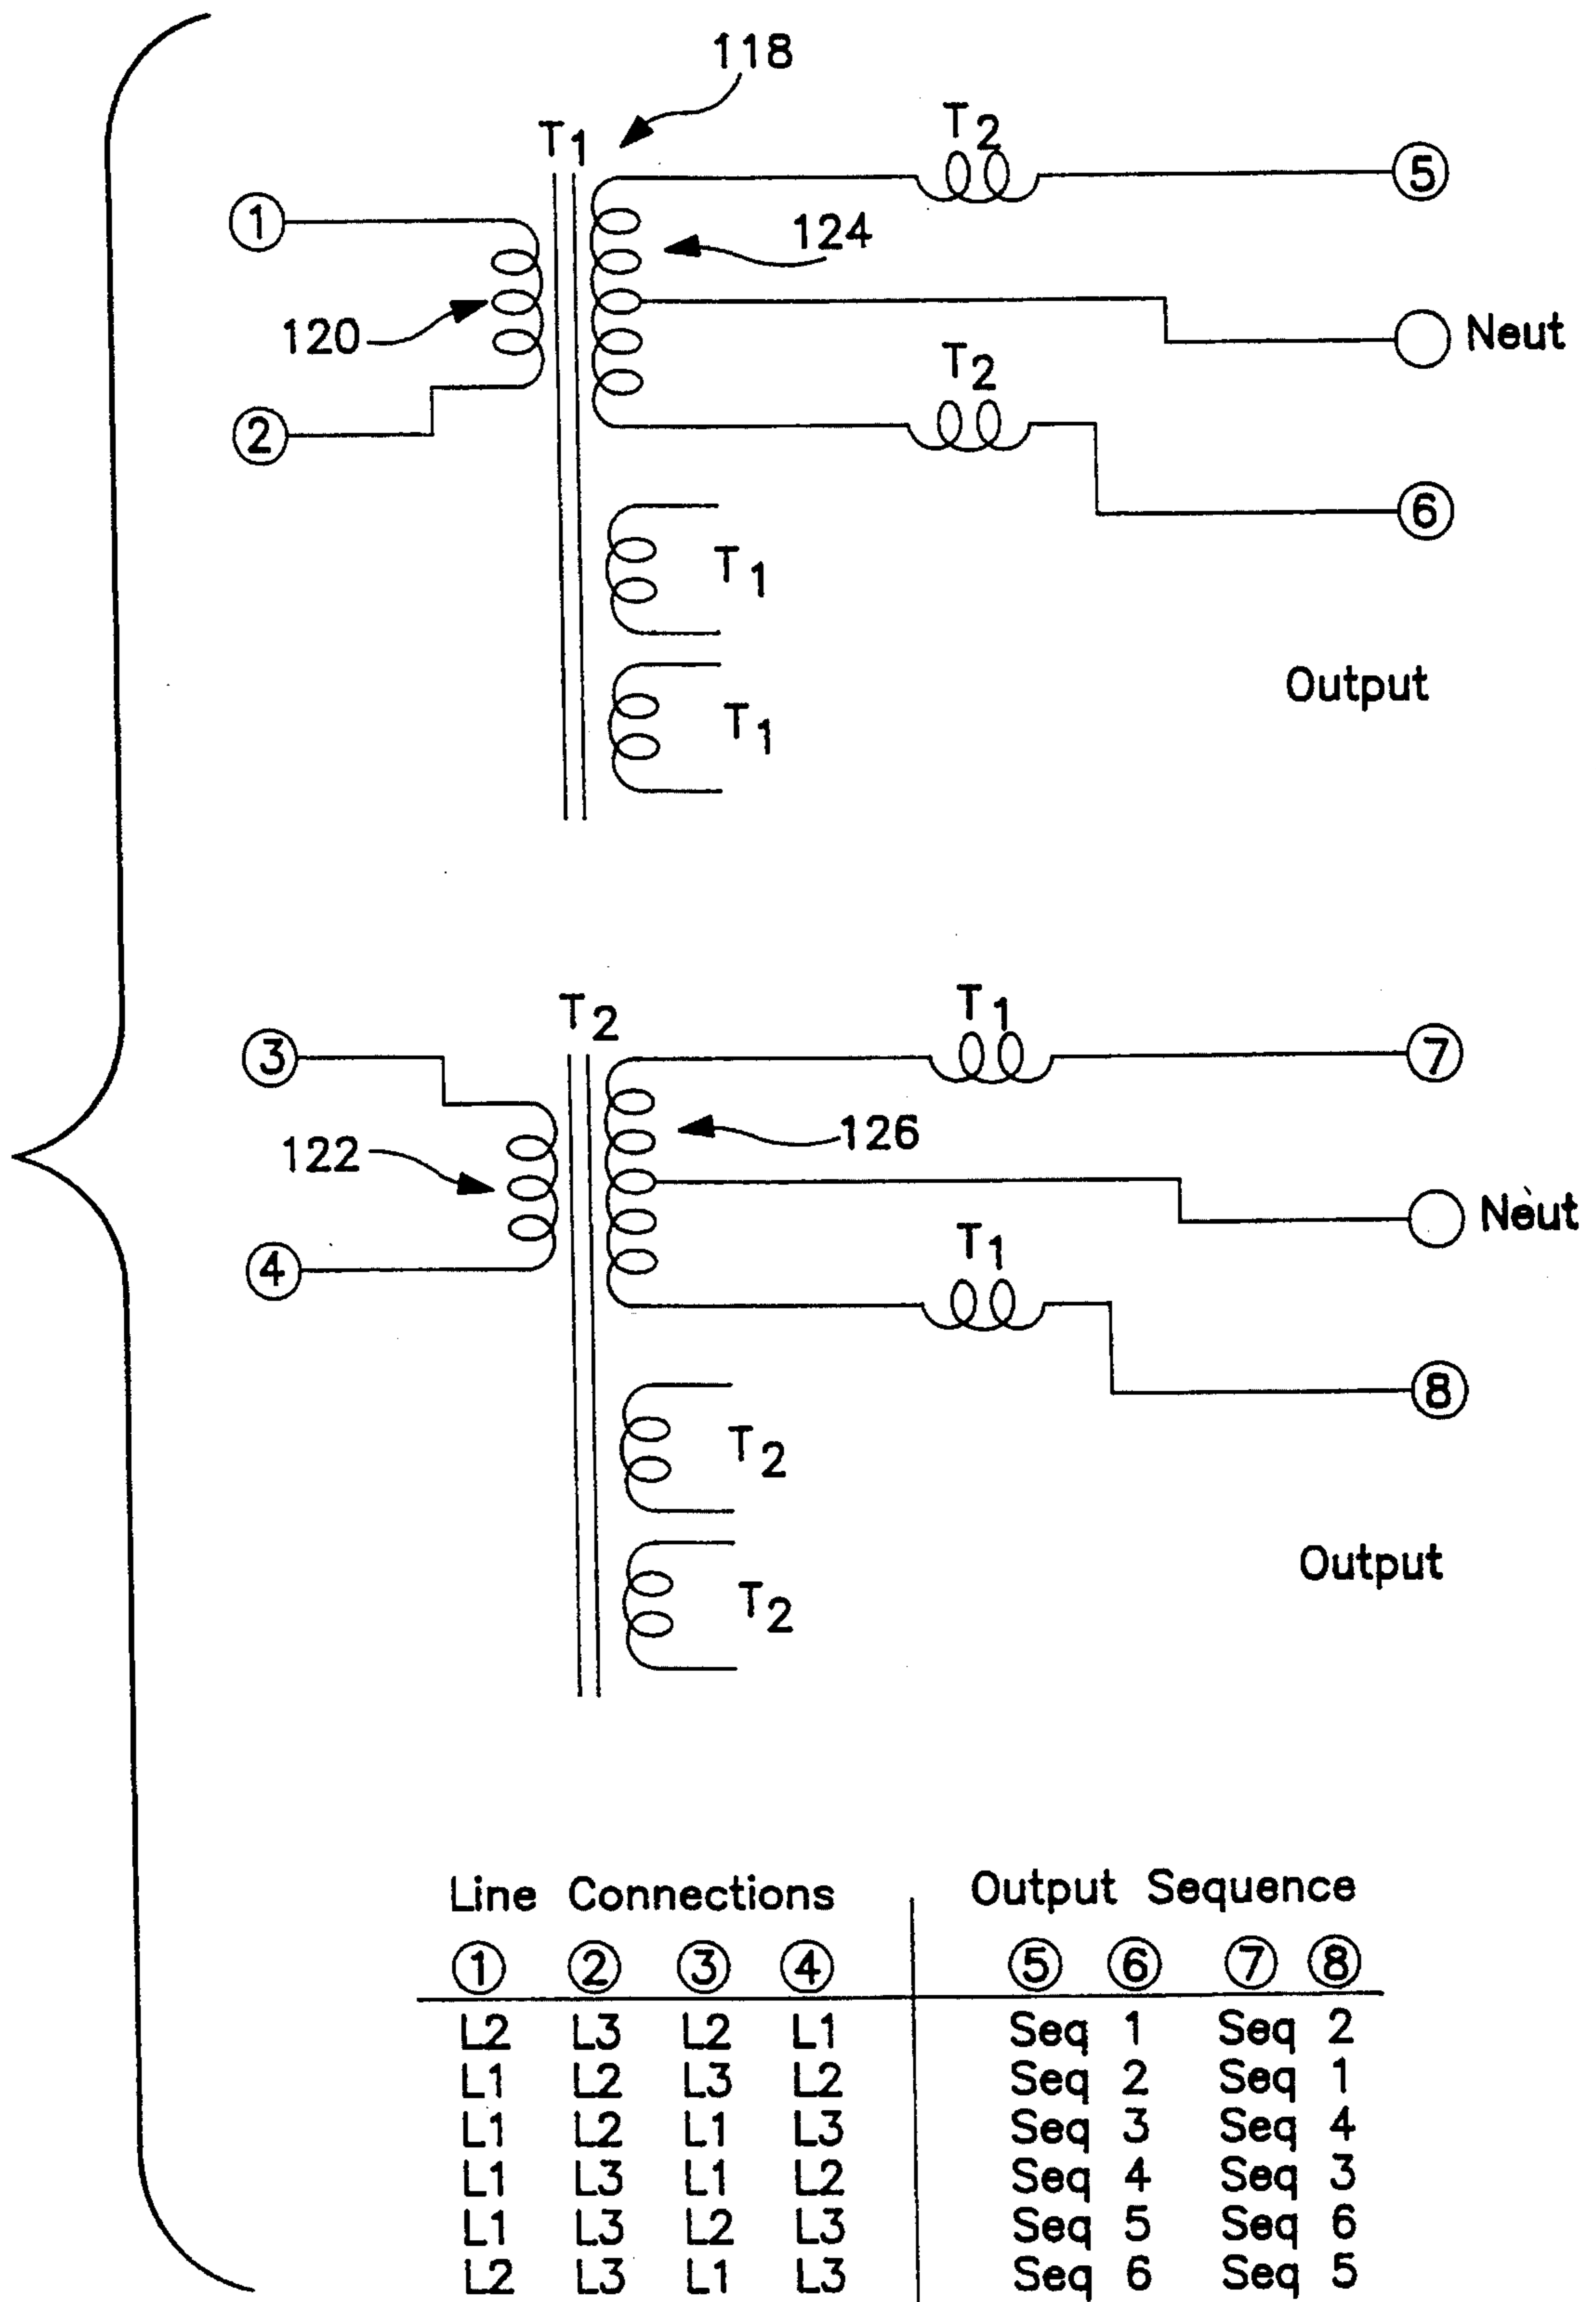 118
T1
T2
⑤
①
124
120
Neut
T2
②
⑥
T1
Output
T1
T2
T1
③
⑦
122
126
Neut
T1
④
⑧
T2
Output
T2
Line Connections Output Sequence
① ② ③ ④ ⑤ ⑥ ⑦ ⑧
L2 L3 L2 L1 Seq 1 Seq 2
L1 L2 L3 L2 Seq 2 Seq 1
L1 L2 L1 L3 Seq 3 Seq 4
L1 L3 L1 L2 Seq 4 Seq 3
L1 L3 L2 L3 Seq 5 Seq 6
L2 L3 L1 L3 Seq 6 Seq 5